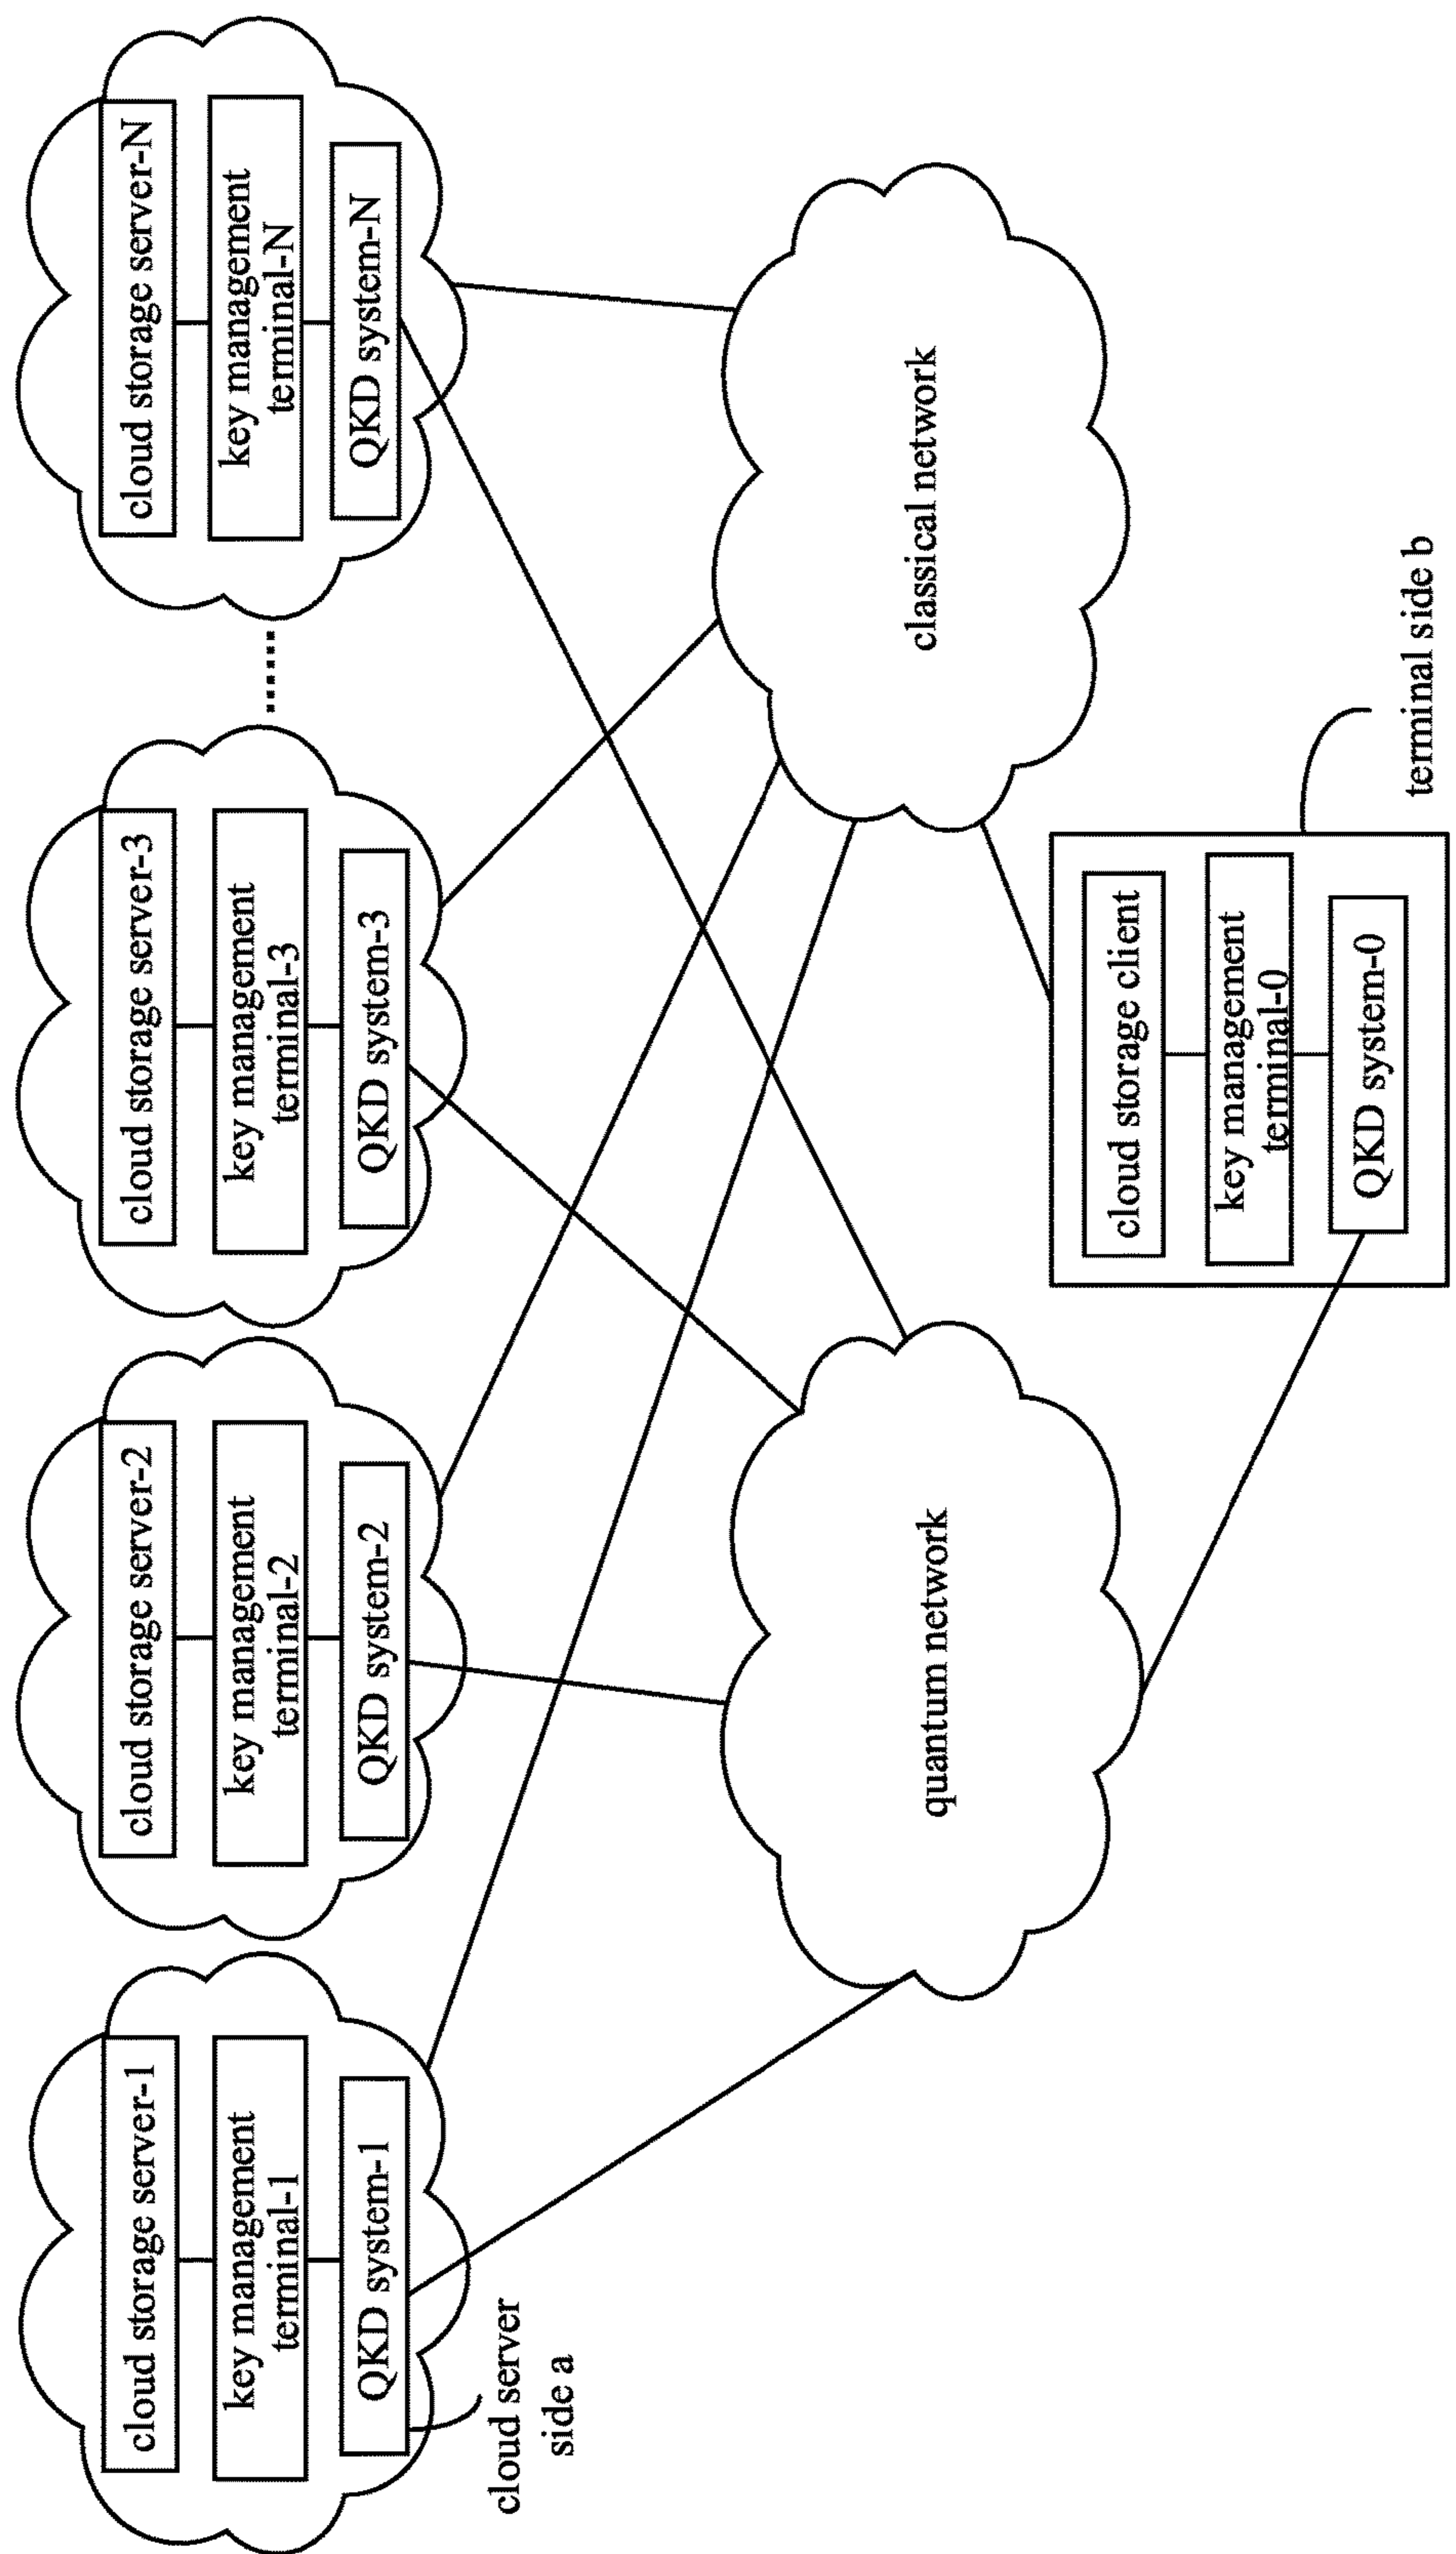 cloud storage server-1
key management
terminal-1
QKD system-1
cloud server
side a
cloud storage server-2
key management
terminal-2
QKD system-2
cloud storage server-3
key management
terminal-3
QKD system-3
......
cloud storage server-N
key management
terminal-N
QKD system-N
quantum network
classical network
cloud storage client
key management
terminal-0
QKD system-0
terminal side b